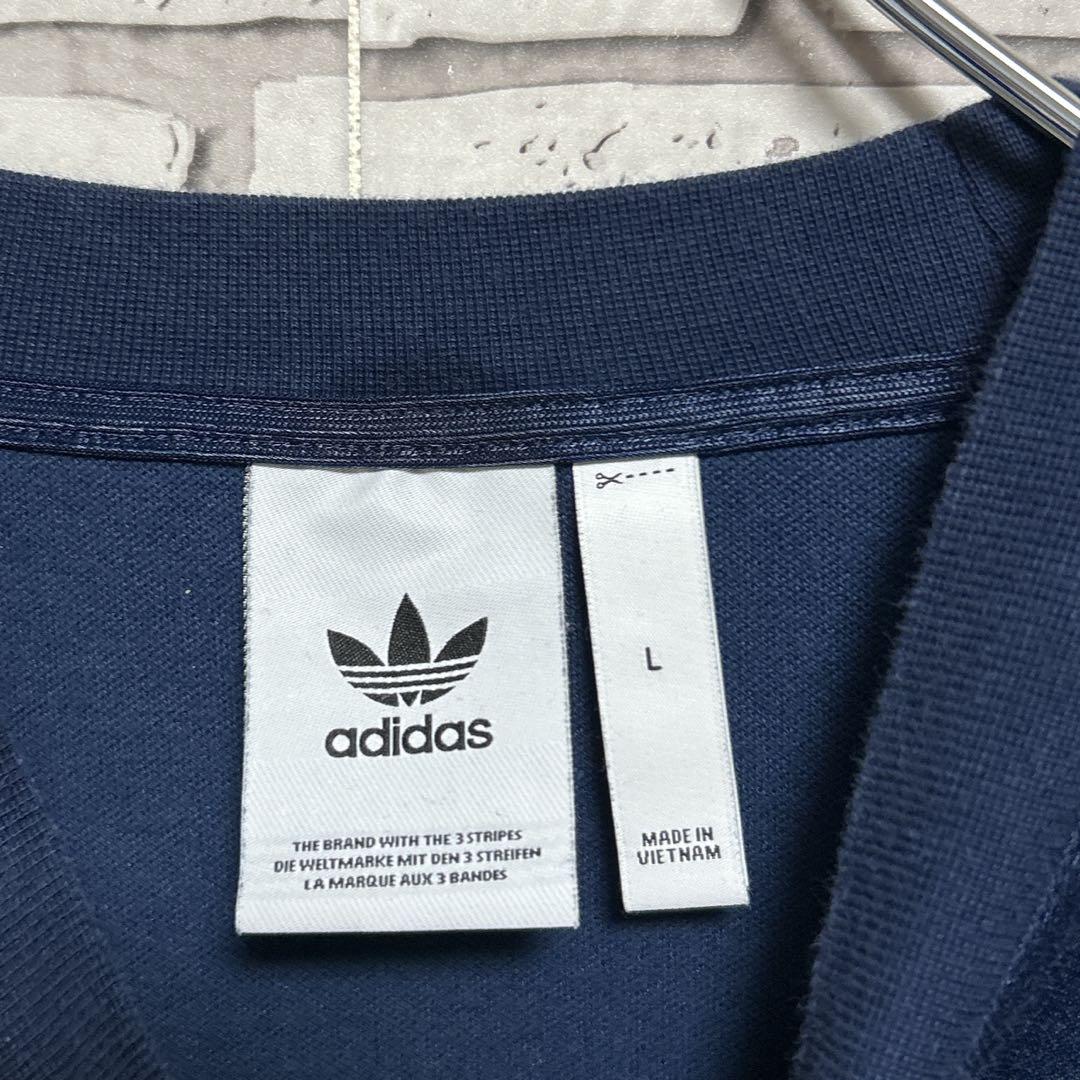 adidas
THE BRAND WITH THE 3 STRIPES
DIE WELTMARKE MIT DEN 3 STREIFEN
LA MARQUE AUX 3 BANDES
L
MADE IN
VIETNAM